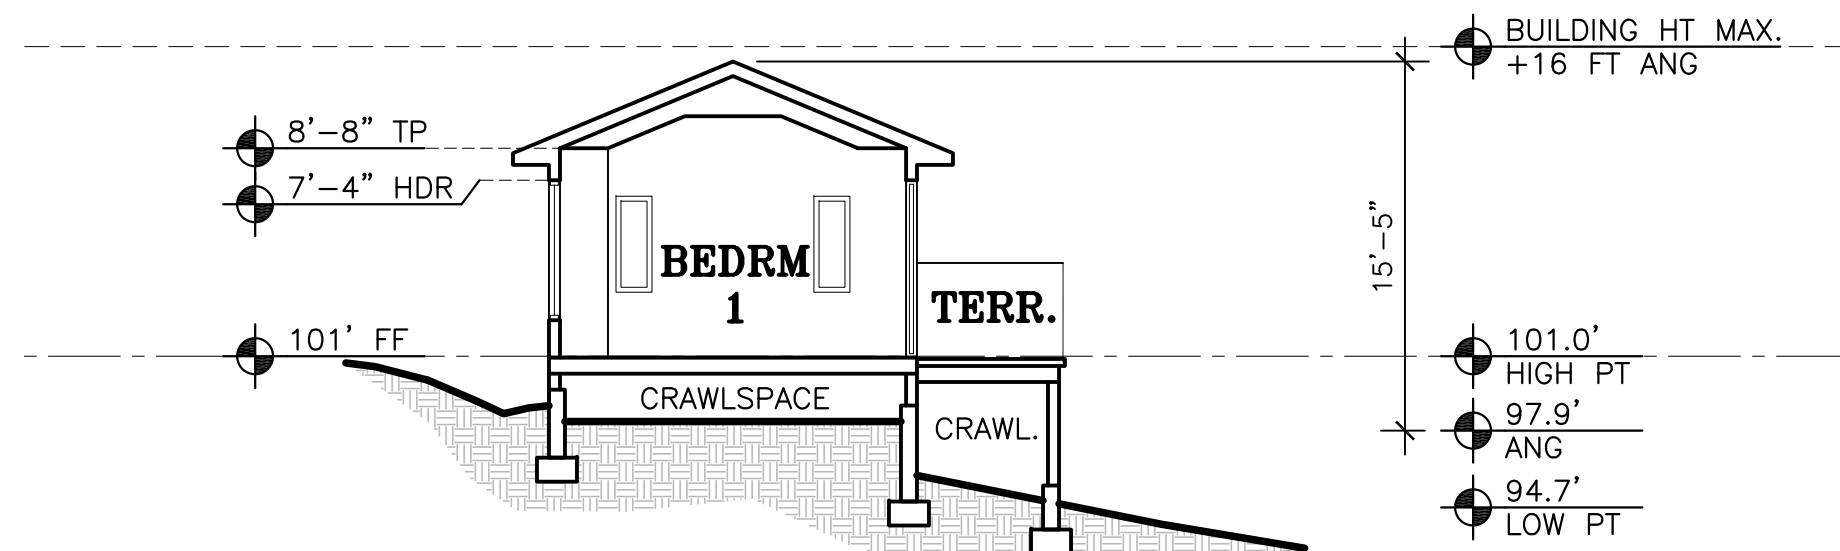 BUILDING HT MAX.
+16 FT ANG
8'-8" TP
7'-4" HDR
15'-5"
BEDRM
1
TERR.
101' FF
101.0'
HIGH PT
CRAWLSPACE
CRAWL.
97.9'
ANG
94.7'
LOW PT